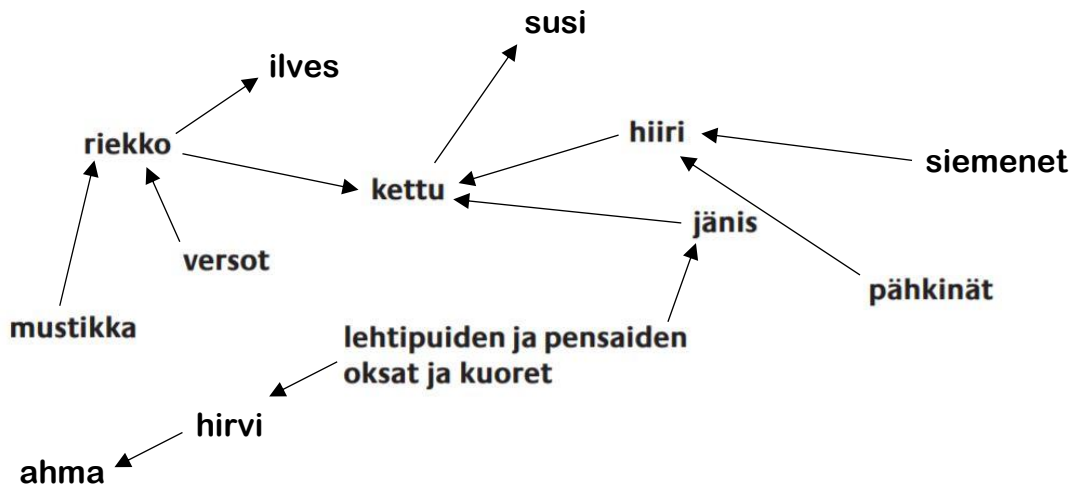 susi
ilves
riekko
hiiri
siemenet
kettu
jänis
versot
pähkinät
mustikka
lehtipuiden ja pensaiden
oksat ja kuoret
hirvi
ahma